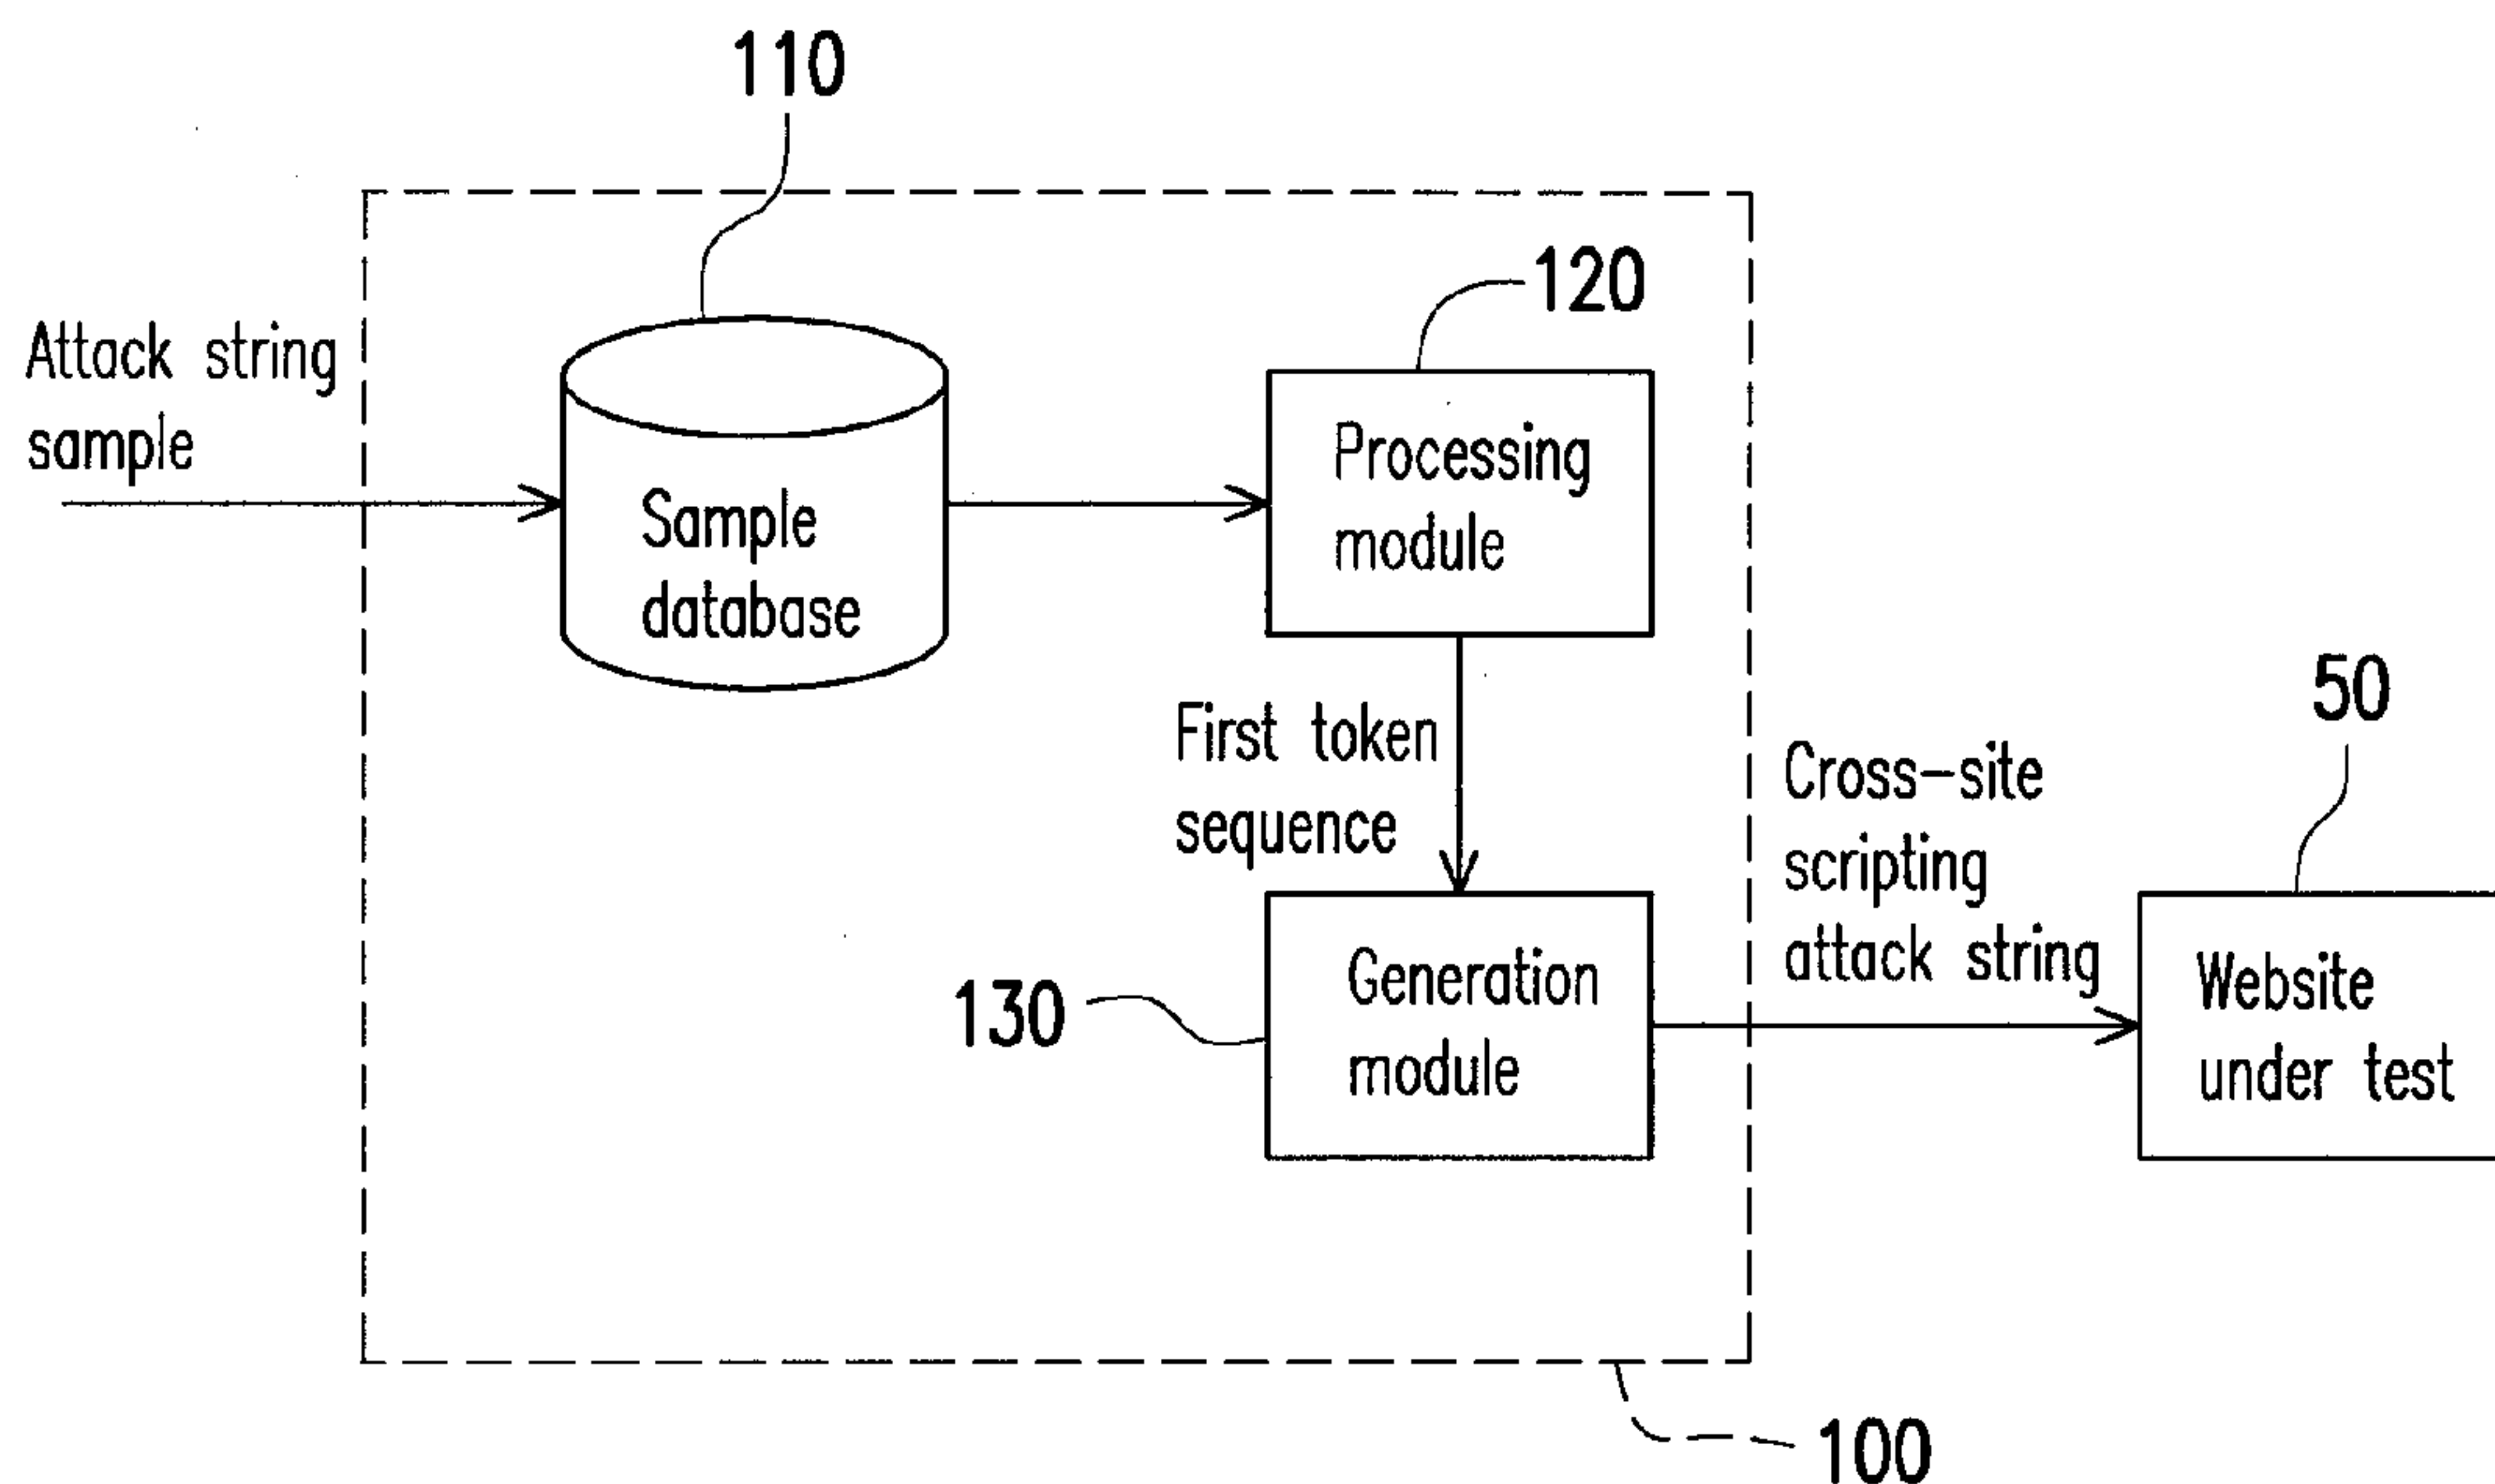 110
120
Attack string
sample
Sample
database
Processing
module
First token
sequence
50
Cross-site
scripting
attack string
130
Generation
module
Website
under test
100